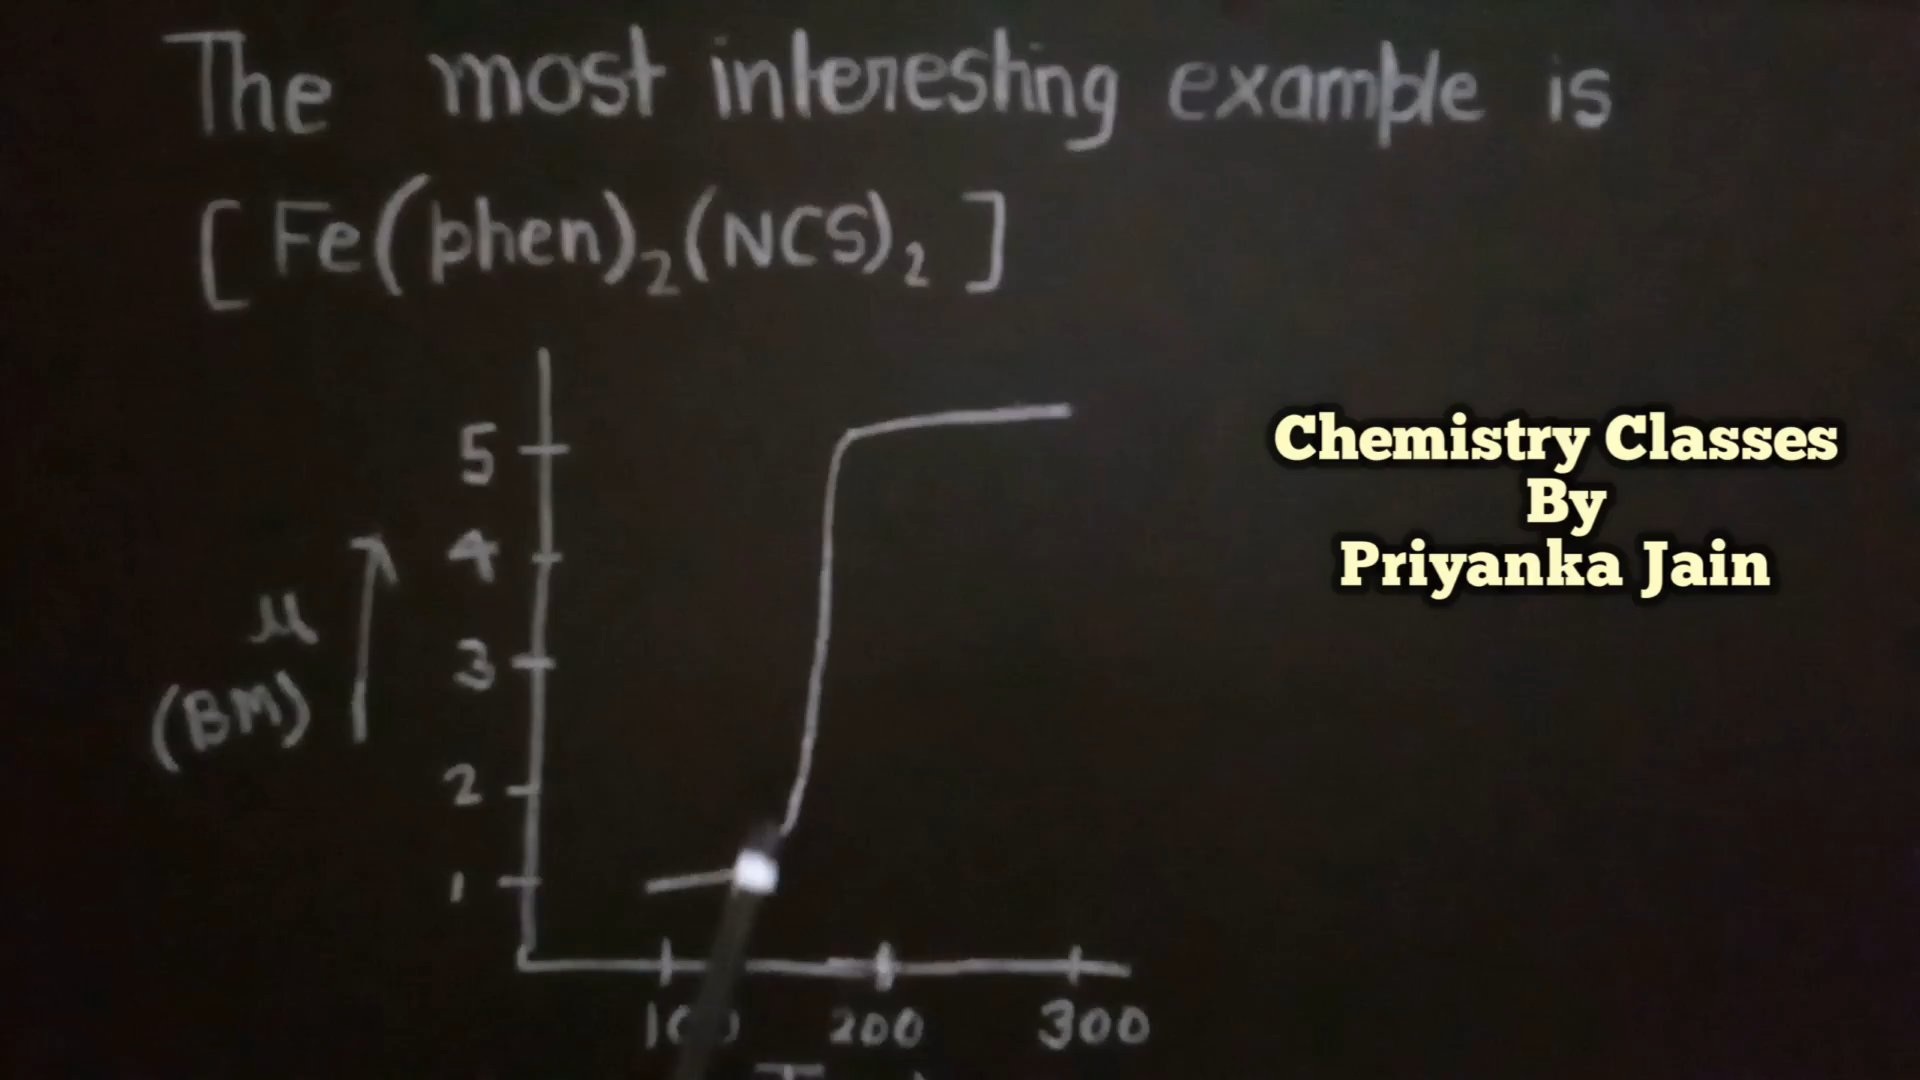 The most interesting example is
[Fe(phen)₂(NCS)₂]
5
4
3
2
1
μ
(BM)
200
300
Chemistry Classes
By
Priyanka Jain